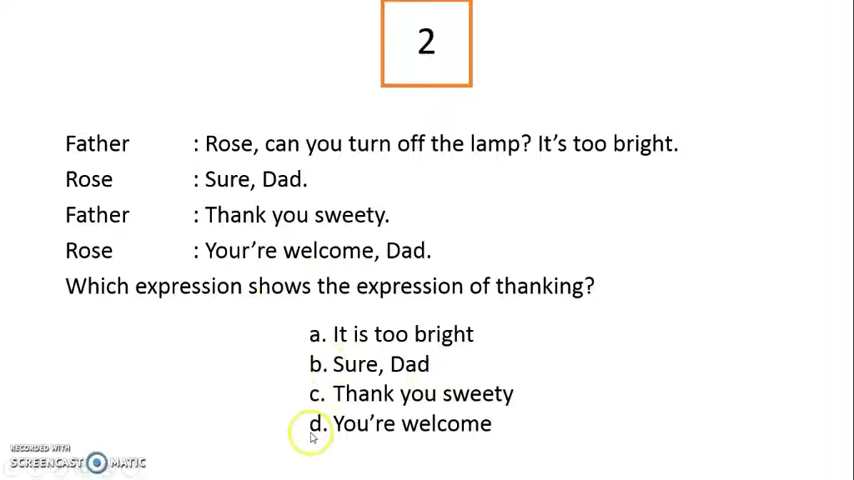 2
Father : Rose, can you turn off the lamp? It's too bright.
Rose : Sure, Dad.
Father : Thank you sweety.
Rose : Your're welcome, Dad.
Which expression shows the expression of thanking?
a. It is too bright
b. Sure, Dad
c. Thank you sweety
d. You're welcome
RECORDED WITH
SCREENCAST MATIC